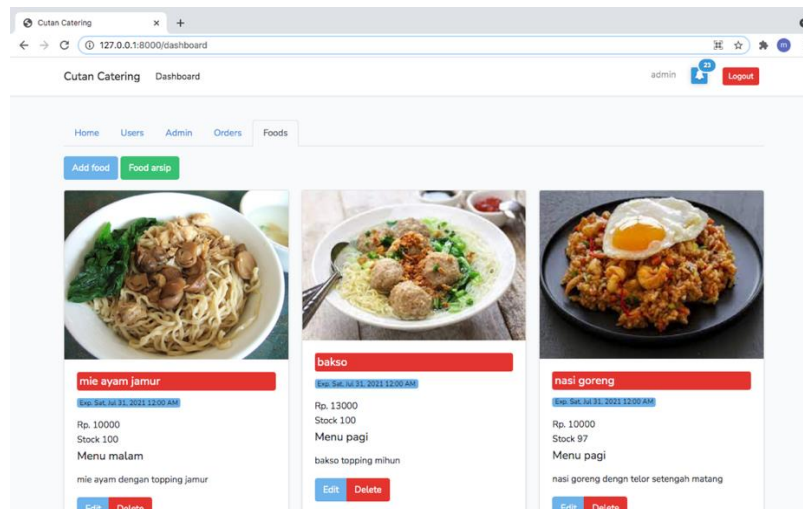 Cutan Catering
127.0.0.1:8000/dashboard
Cutan Catering Dashboard admin 23 Logout
Home Users Admin Orders Foods
Add food Food arsip
mie ayam jamur
Exp. Sat, Jul 31, 2021 12:00 AM
Rp. 10000
Stock 100
Menu malam
mie ayam dengan topping jamur
Edit Delete
bakso
Exp. Sat, Jul 31, 2021 12:00 AM
Rp. 13000
Stock 100
Menu pagi
bakso topping mihun
Edit Delete
nasi goreng
Exp. Sat, Jul 31, 2021 12:00 AM
Rp. 10000
Stock 97
Menu pagi
nasi goreng dengn telor setengah matang
Edit Delete